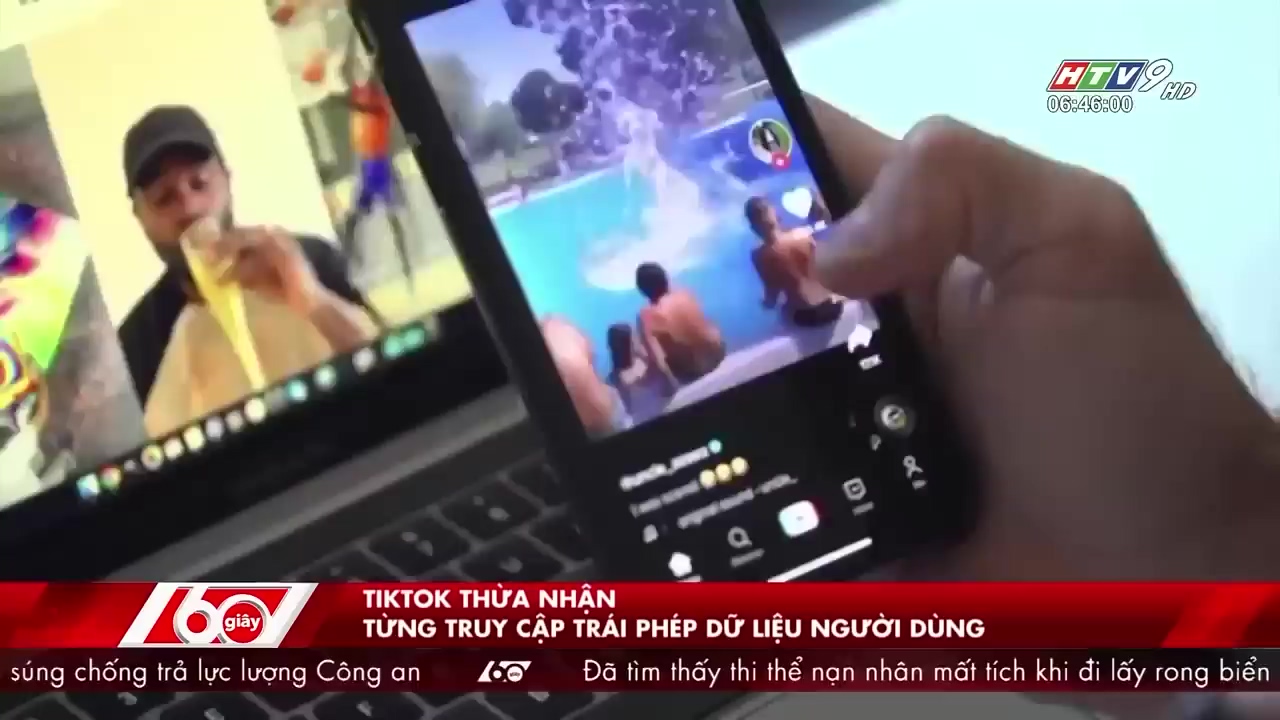 HTV9 HD
06:46:00
60 giây
TIKTOK THỪA NHẬN
TỪNG TRUY CẬP TRÁI PHÉP DỮ LIỆU NGƯỜI DÙNG
súng chống trả lực lượng Công an 60 giây Đã tìm thấy thi thể nạn nhân mất tích khi đi lấy rong biển